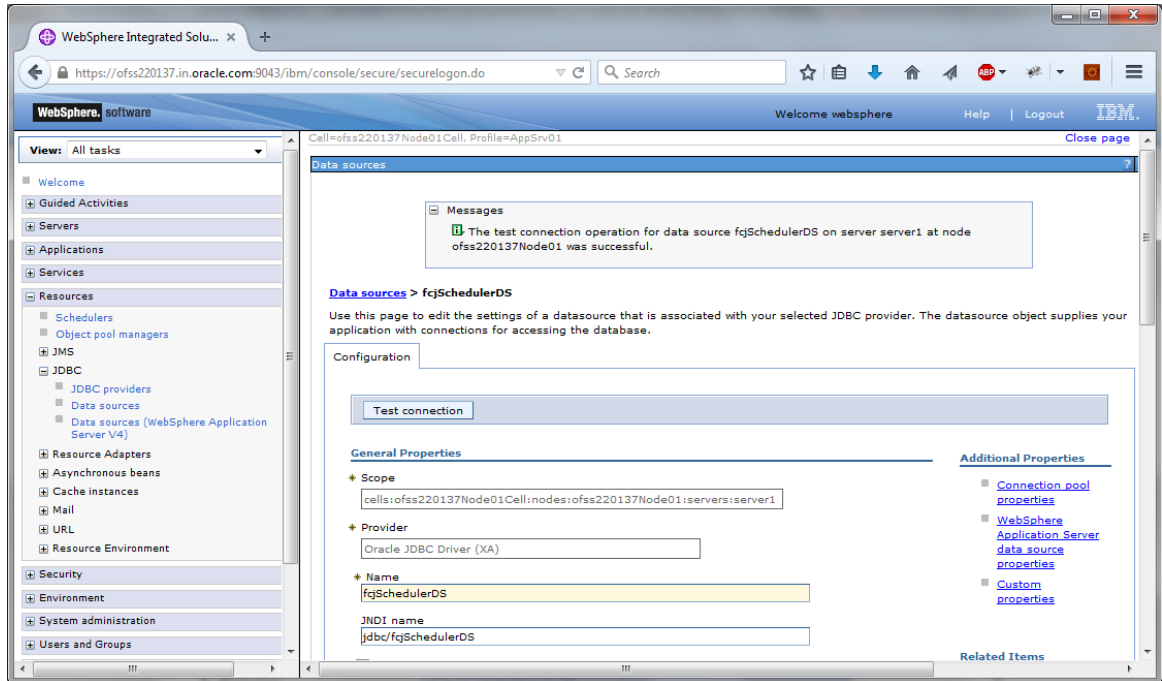 WebSphere Integrated Solu... × +
https://ofss220137.in.oracle.com:9043/ibm/console/secure/securelogon.do
Search
ABP
WebSphere. software
Welcome websphere
Help | Logout
IBM.
View: All tasks
Welcome
Guided Activities
Servers
Applications
Services
Resources
Schedulers
Object pool managers
JMS
JDBC
JDBC providers
Data sources
Data sources (WebSphere Application
Server V4)
Resource Adapters
Asynchronous beans
Cache instances
Mail
URL
Resource Environment
Security
Environment
System administration
Users and Groups
Cell=ofss220137Node01Cell, Profile=AppSrv01
Close page
Data sources
?
Messages
The test connection operation for data source fcjSchedulerDS on server server1 at node
ofss220137Node01 was successful.
Data sources > fcjSchedulerDS
Use this page to edit the settings of a datasource that is associated with your selected JDBC provider. The datasource object supplies your
application with connections for accessing the database.
Configuration
Test connection
General Properties
* Scope
cells:ofss220137Node01Cell:nodes:ofss220137Node01:servers:server1
* Provider
Oracle JDBC Driver (XA)
* Name
fcjSchedulerDS
JNDI name
jdbc/fcjSchedulerDS
Additional Properties
Connection pool
properties
WebSphere
Application Server
data source
properties
Custom
properties
Related Items